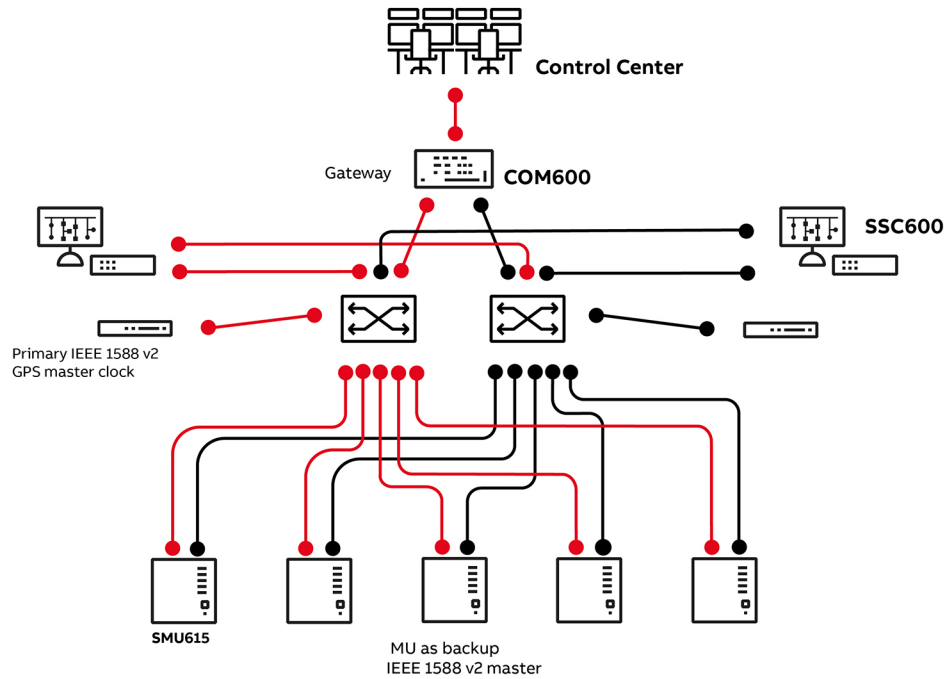 Control Center
Gateway
COM600
SSC600
Primary IEEE 1588 v2
GPS master clock
SMU615
MU as backup
IEEE 1588 v2 master